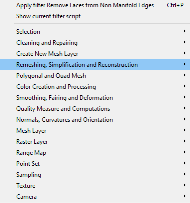 Apply filter Remove Faces from Non Manifold Edges Ctrl+P
Show current filter script
Selection
Cleaning and Repairing
Create New Mesh Layer
Remeshing, Simplification and Reconstruction
Polygonal and Quad Mesh
Color Creation and Processing
Smoothing, Fairing and Deformation
Quality Measure and Computations
Normals, Curvatures and Orientation
Mesh Layer
Raster Layer
Range Map
Point Set
Sampling
Texture
Camera